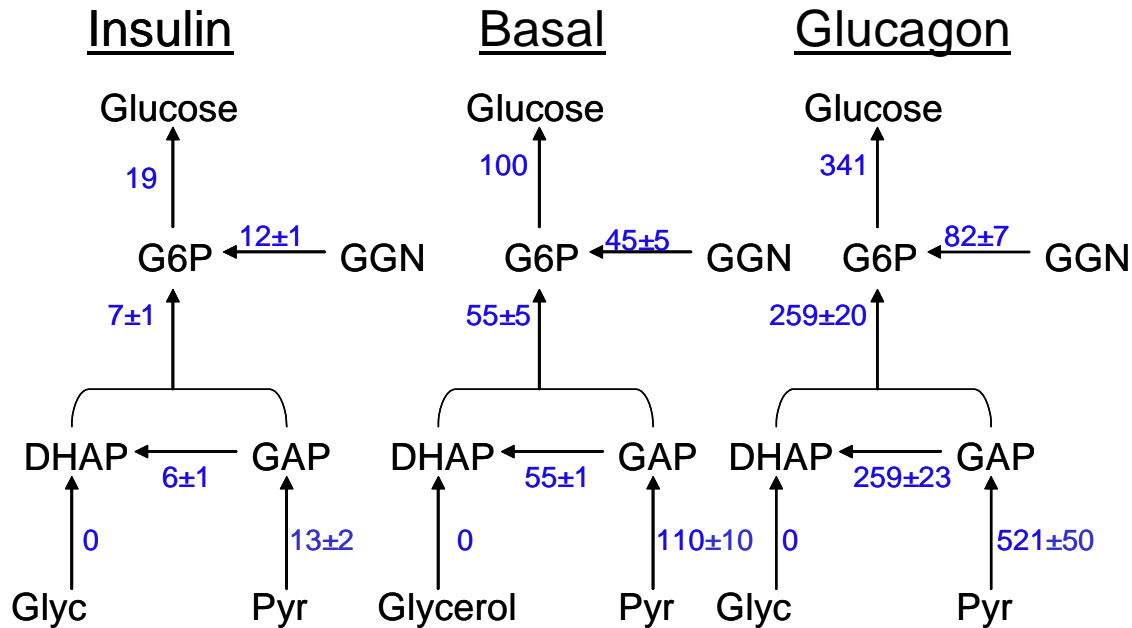 Insulin Basal Glucagon
Glucose Glucose Glucose
19 100 341
12±1 45±5 82±7
G6P GGN G6P GGN G6P GGN
7±1 55±5 259±20
DHAP GAP DHAP GAP DHAP GAP
6±1 55±1 259±23
0 13±2 0 110±10 0 521±50
Glyc Pyr Glycerol Pyr Glyc Pyr